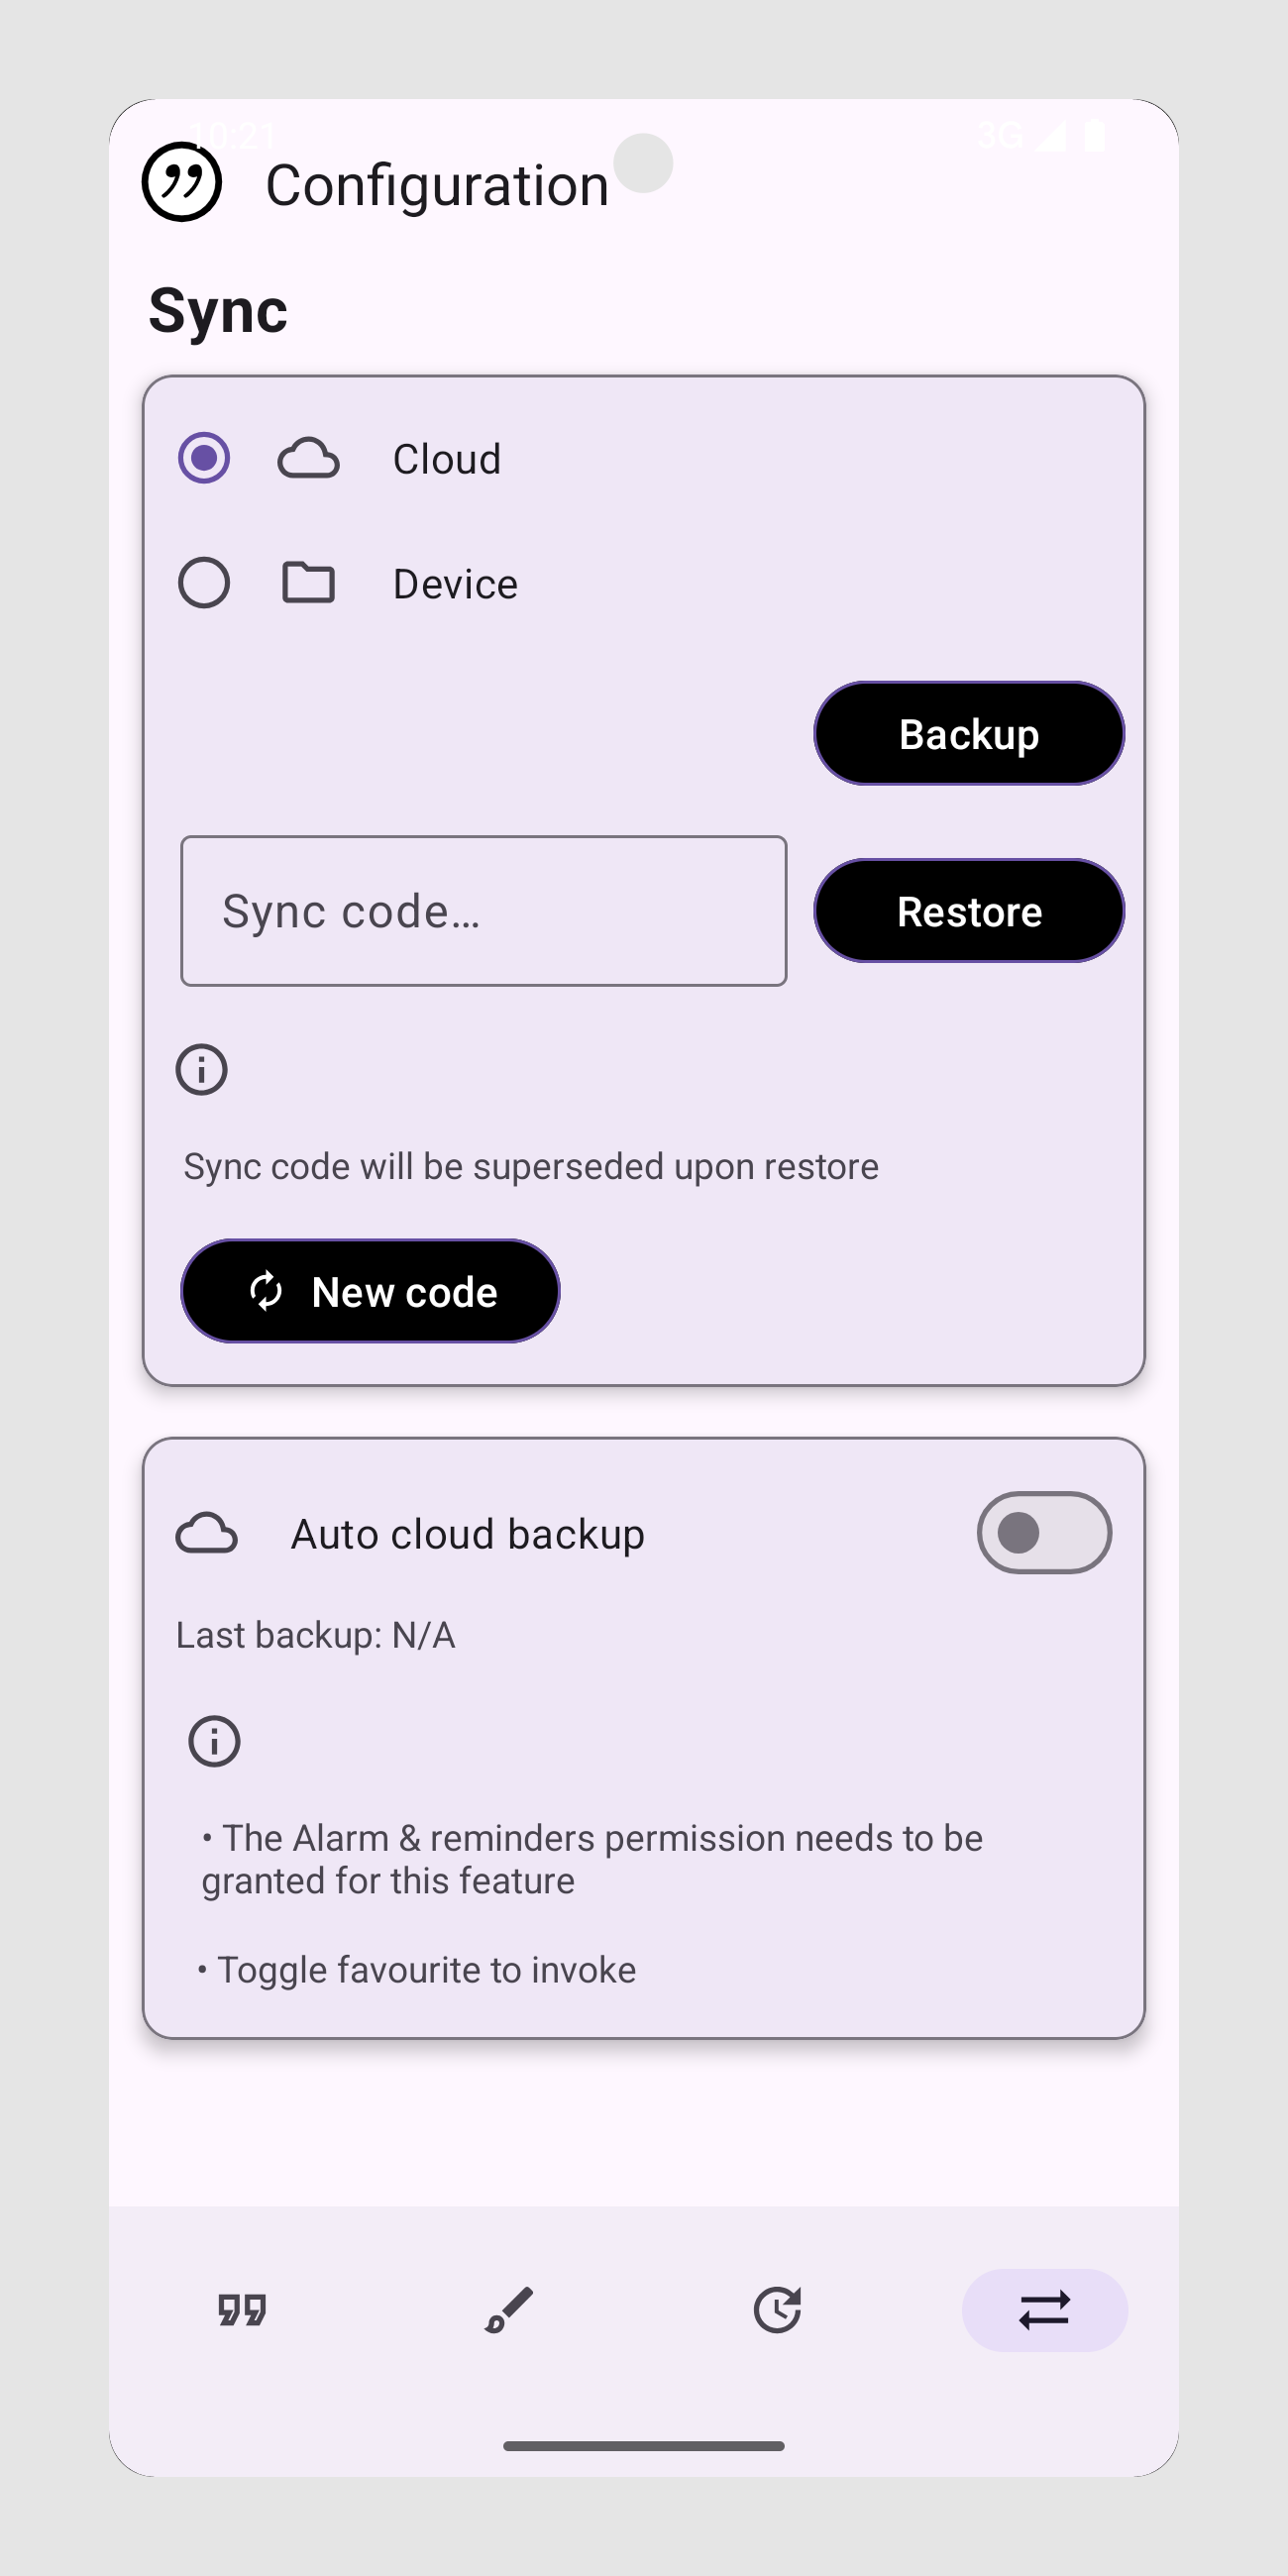 10:21
3G
Configuration
Sync
Cloud
Device
Backup
Sync code…
Restore
Sync code will be superseded upon restore
New code
Auto cloud backup
Last backup: N/A
• The Alarm & reminders permission needs to be
granted for this feature
• Toggle favourite to invoke